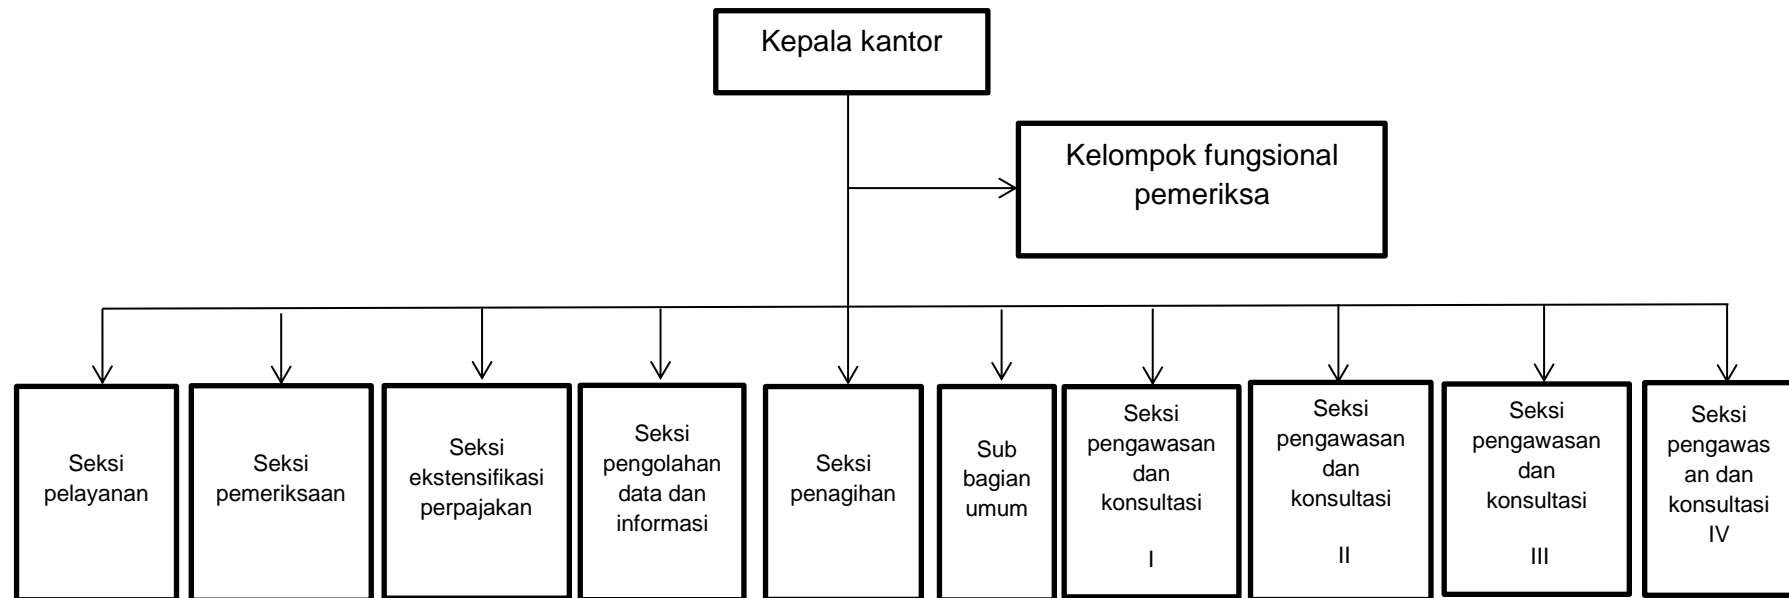 Kepala kantor
Kelompok fungsional
pemeriksa
Seksi
pelayanan
Seksi
pemeriksaan
Seksi
ekstensifikasi
perpajakan
Seksi
pengolahan
data dan
informasi
Seksi
penagihan
Sub
bagian
umum
Seksi
pengawasan
dan
konsultasi
I
Seksi
pengawasan
dan
konsultasi
II
Seksi
pengawasan
dan
konsultasi
III
Seksi
pengawas
an dan
konsultasi
IV